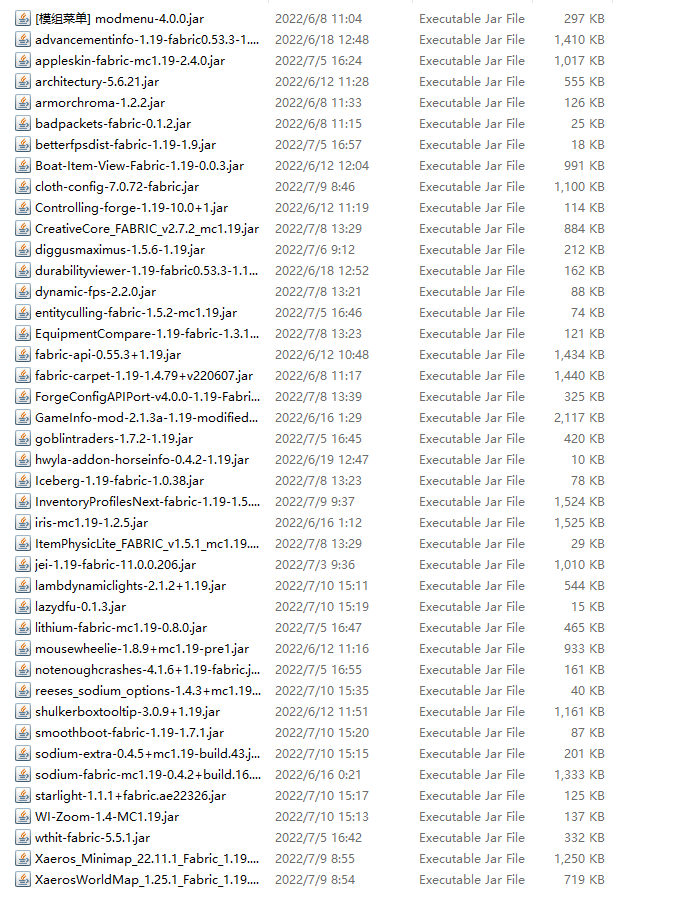 [模组菜单] modmenu-4.0.0.jar 2022/6/8 11:04 Executable Jar File 297 KB
advancementinfo-1.19-fabric0.53.3-1.... 2022/6/18 12:48 Executable Jar File 1,410 KB
appleskin-fabric-mc1.19-2.4.0.jar 2022/7/5 16:24 Executable Jar File 1,017 KB
architectury-5.6.21.jar 2022/6/12 11:28 Executable Jar File 555 KB
armorchroma-1.2.2.jar 2022/6/8 11:33 Executable Jar File 126 KB
badpackets-fabric-0.1.2.jar 2022/6/8 11:15 Executable Jar File 25 KB
betterfpsdist-fabric-1.19-1.9.jar 2022/7/5 16:57 Executable Jar File 18 KB
Boat-Item-View-Fabric-1.19-0.0.3.jar 2022/6/12 12:04 Executable Jar File 991 KB
cloth-config-7.0.72-fabric.jar 2022/7/9 8:46 Executable Jar File 1,100 KB
Controlling-forge-1.19-10.0+1.jar 2022/6/12 11:19 Executable Jar File 114 KB
CreativeCore_FABRIC_v2.7.2_mc1.19.jar 2022/7/8 13:29 Executable Jar File 884 KB
diggusmaximus-1.5.6-1.19.jar 2022/7/6 9:12 Executable Jar File 212 KB
durabilityviewer-1.19-fabric0.53.3-1.1... 2022/6/18 12:52 Executable Jar File 162 KB
dynamic-fps-2.2.0.jar 2022/7/8 13:21 Executable Jar File 88 KB
entityculling-fabric-1.5.2-mc1.19.jar 2022/7/5 16:46 Executable Jar File 74 KB
EquipmentCompare-1.19-fabric-1.3.1... 2022/7/8 13:23 Executable Jar File 121 KB
fabric-api-0.55.3+1.19.jar 2022/6/12 10:48 Executable Jar File 1,434 KB
fabric-carpet-1.19-1.4.79+v220607.jar 2022/6/8 11:17 Executable Jar File 1,440 KB
ForgeConfigAPIPort-v4.0.0-1.19-Fabri... 2022/7/8 13:39 Executable Jar File 325 KB
GameInfo-mod-2.1.3a-1.19-modified... 2022/6/16 1:29 Executable Jar File 2,117 KB
goblintraders-1.7.2-1.19.jar 2022/7/5 16:45 Executable Jar File 420 KB
hwyla-addon-horseinfo-0.4.2-1.19.jar 2022/6/19 12:47 Executable Jar File 10 KB
Iceberg-1.19-fabric-1.0.38.jar 2022/7/8 13:23 Executable Jar File 78 KB
InventoryProfilesNext-fabric-1.19-1.5.... 2022/7/9 9:37 Executable Jar File 1,524 KB
iris-mc1.19-1.2.5.jar 2022/6/16 1:12 Executable Jar File 1,525 KB
ItemPhysicLite_FABRIC_v1.5.1_mc1.19.... 2022/7/8 13:29 Executable Jar File 29 KB
jei-1.19-fabric-11.0.0.206.jar 2022/7/3 9:36 Executable Jar File 1,010 KB
lambdynamiclights-2.1.2+1.19.jar 2022/7/10 15:11 Executable Jar File 544 KB
lazydfu-0.1.3.jar 2022/7/10 15:19 Executable Jar File 15 KB
lithium-fabric-mc1.19-0.8.0.jar 2022/7/5 16:47 Executable Jar File 465 KB
mousewheelie-1.8.9+mc1.19-pre1.jar 2022/6/12 11:16 Executable Jar File 933 KB
notenoughcrashes-4.1.6+1.19-fabric.j... 2022/7/5 16:55 Executable Jar File 161 KB
reeses_sodium_options-1.4.3+mc1.19... 2022/7/10 15:35 Executable Jar File 40 KB
shulkerboxtooltip-3.0.9+1.19.jar 2022/6/12 11:51 Executable Jar File 1,161 KB
smoothboot-fabric-1.19-1.7.1.jar 2022/7/10 15:20 Executable Jar File 87 KB
sodium-extra-0.4.5+mc1.19-build.43.j... 2022/7/10 15:15 Executable Jar File 201 KB
sodium-fabric-mc1.19-0.4.2+build.16.... 2022/6/16 0:21 Executable Jar File 1,333 KB
starlight-1.1.1+fabric.ae22326.jar 2022/7/10 15:17 Executable Jar File 125 KB
WI-Zoom-1.4-MC1.19.jar 2022/7/10 15:13 Executable Jar File 137 KB
wthit-fabric-5.5.1.jar 2022/7/5 16:42 Executable Jar File 332 KB
Xaeros_Minimap_22.11.1_Fabric_1.19.... 2022/7/9 8:55 Executable Jar File 1,250 KB
XaerosWorldMap_1.25.1_Fabric_1.19.... 2022/7/9 8:54 Executable Jar File 719 KB